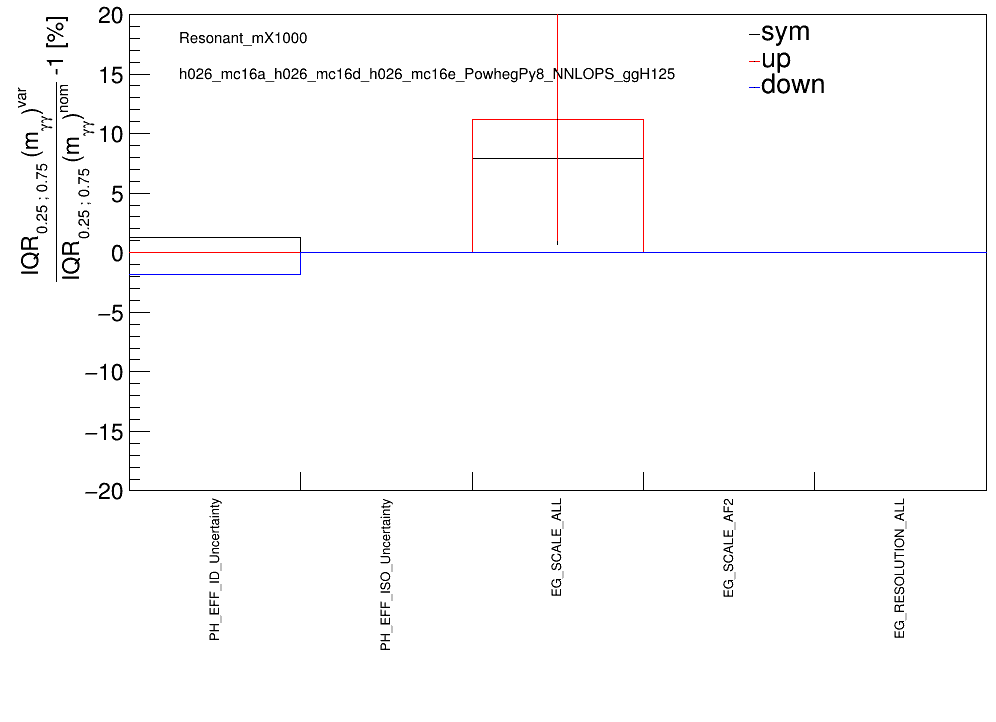 IQR0.25 ; 0.75 (mγγ)var
IQR0.25 ; 0.75 (mγγ)nom -1 [%]
20
15
10
5
0
−5
−10
−15
−20
Resonant_mX1000
h026_mc16a_h026_mc16d_h026_mc16e_PowhegPy8_NNLOPS_ggH125
sym
up
down
PH_EFF_ID_Uncertainty
PH_EFF_ISO_Uncertainty
EG_SCALE_ALL
EG_SCALE_AF2
EG_RESOLUTION_ALL